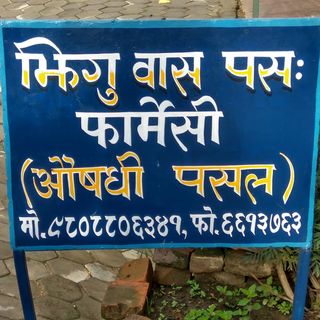 झिगु वास पसः
फार्मेसी
(औषधी पसल)
मो.९८०८८०६३४१, फो.६६१३७६३